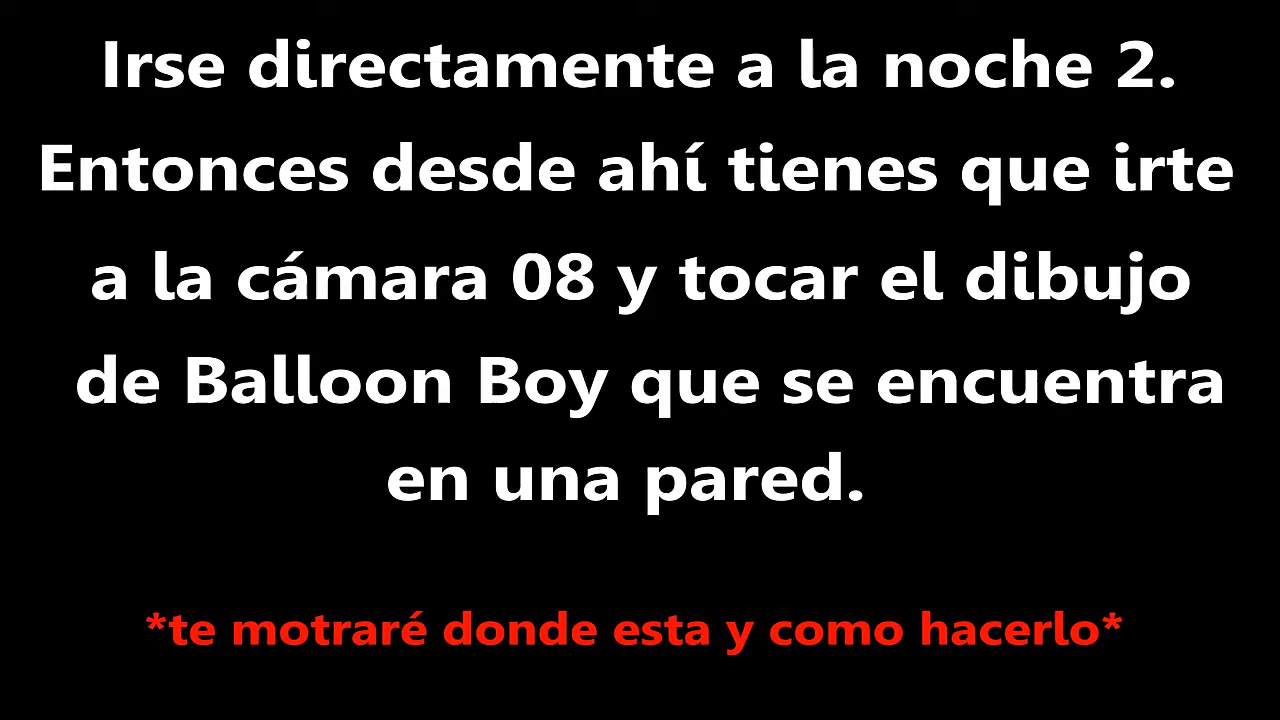 Irse directamente a la noche 2.
Entonces desde ahí tienes que irte
a la cámara 08 y tocar el dibujo
de Balloon Boy que se encuentra
en una pared.
*te motraré donde esta y como hacerlo*